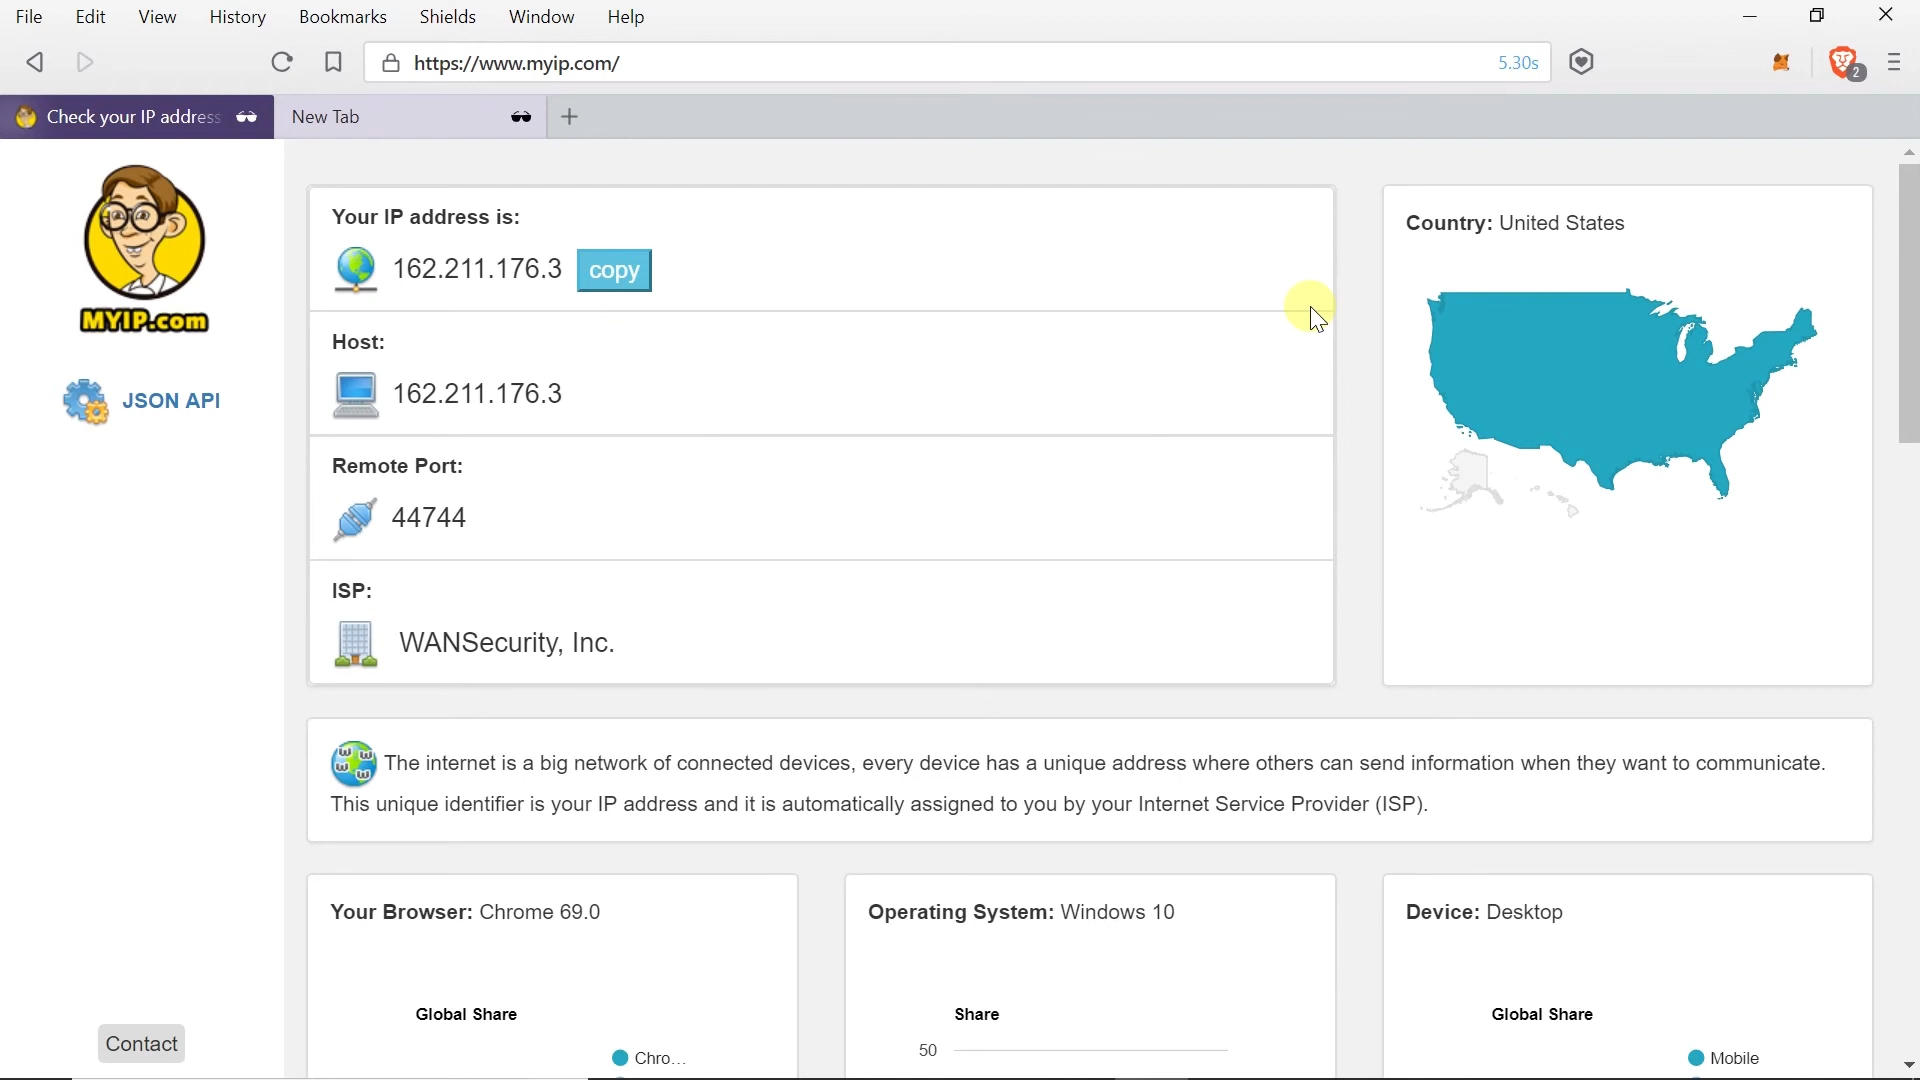 File Edit View History Bookmarks Shields Window Help
https://www.myip.com/ 5.30s 2
Check your IP address New Tab
MYIP.com
JSON API
Your IP address is:
162.211.176.3 copy
Host:
162.211.176.3
Remote Port:
44744
ISP:
WANSecurity, Inc.
Country: United States
The internet is a big network of connected devices, every device has a unique address where others can send information when they want to communicate.
This unique identifier is your IP address and it is automatically assigned to you by your Internet Service Provider (ISP).
Your Browser: Chrome 69.0
Global Share
Chro...
Operating System: Windows 10
Share
50
Device: Desktop
Global Share
Mobile
Contact